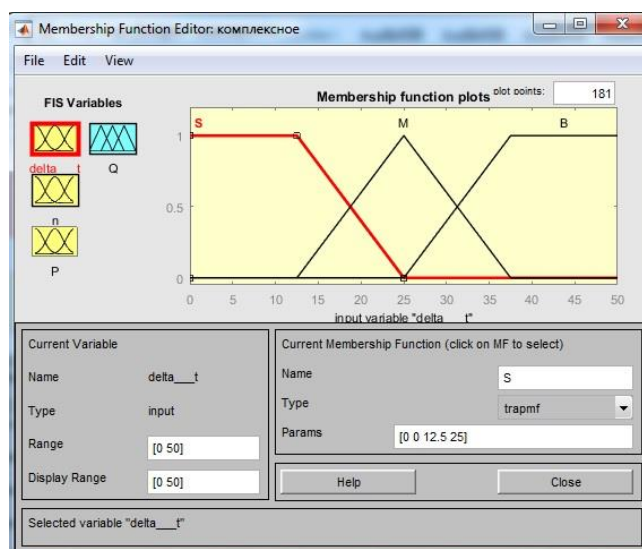 Membership Function Editor: комплексное
File Edit View
FIS Variables
delta___t
Q
n
P
Membership function plots
plot points:
181
S
M
B
1
0.5
0
0 5 10 15 20 25 30 35 40 45 50
input variable "delta___t"
Current Variable
Name delta___t
Type input
Range [0 50]
Display Range [0 50]
Current Membership Function (click on MF to select)
Name S
Type trapmf
Params [0 0 12.5 25]
Help
Close
Selected variable "delta___t"